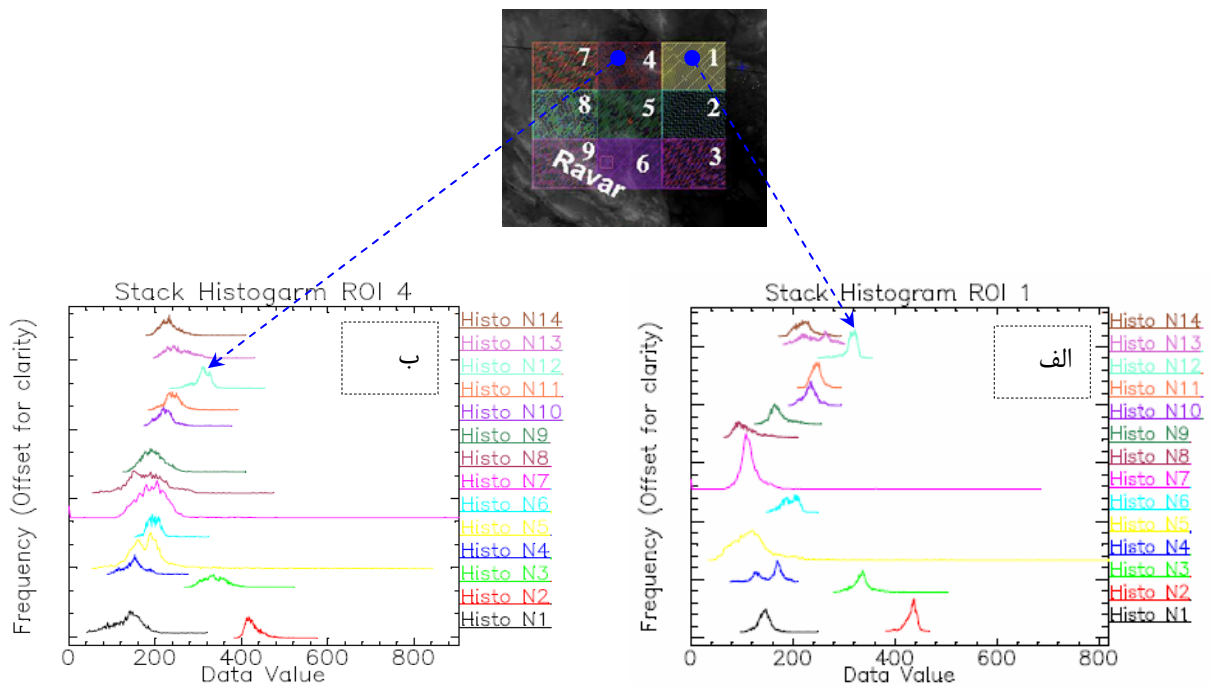 7 4 1
8 5 2
9 6 3
Ravar
Stack Histogarm ROI 4
ب
Frequency (Offset for clarity)
Histo N14
Histo N13
Histo N12
Histo N11
Histo N10
Histo N9
Histo N8
Histo N7
Histo N6
Histo N5
Histo N4
Histo N3
Histo N2
Histo N1
0 200 400 600 800
Data Value
Stack Histogram ROI 1
الف
Frequency (Offset for clarity)
Histo N14
Histo N13
Histo N12
Histo N11
Histo N10
Histo N9
Histo N8
Histo N7
Histo N6
Histo N5
Histo N4
Histo N3
Histo N2
Histo N1
0 200 400 600 800
Data Value